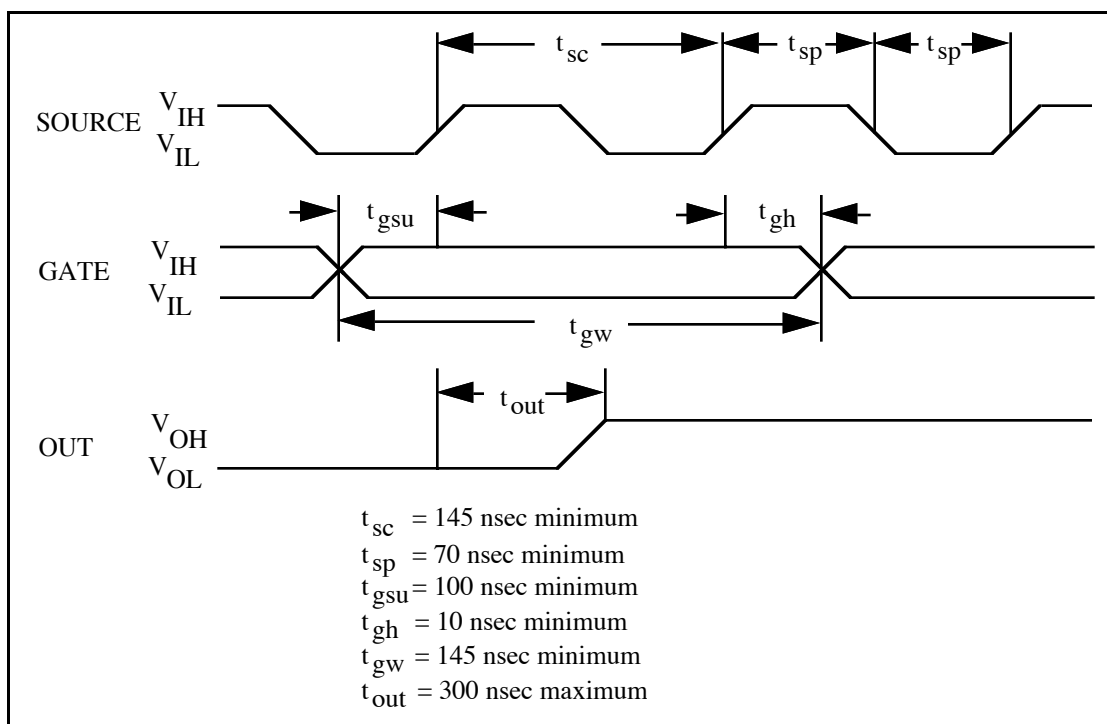 t sc
t sp
t sp
SOURCE
V IH
V IL
t gsu
t gh
GATE
V IH
V IL
t gw
t out
OUT
V OH
V OL
t sc = 145 nsec minimum
t sp = 70 nsec minimum
t gsu = 100 nsec minimum
t gh = 10 nsec minimum
t gw = 145 nsec minimum
t out = 300 nsec maximum